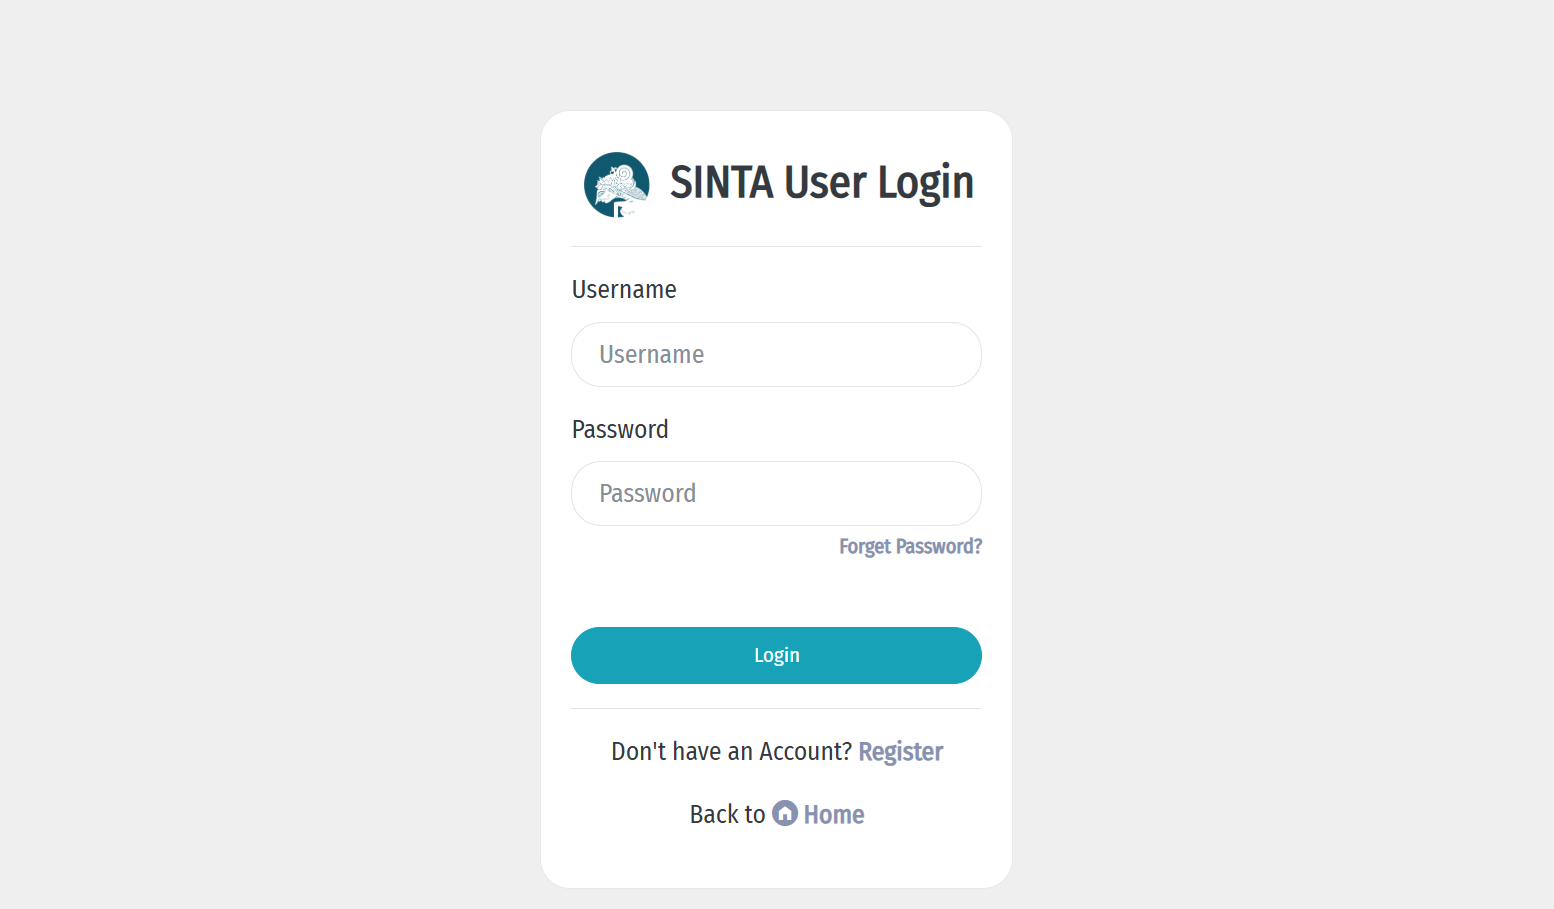 SINTA User Login
Username
Username
Password
Password
Forget Password?
Login
Don't have an Account? Register
Back to Home